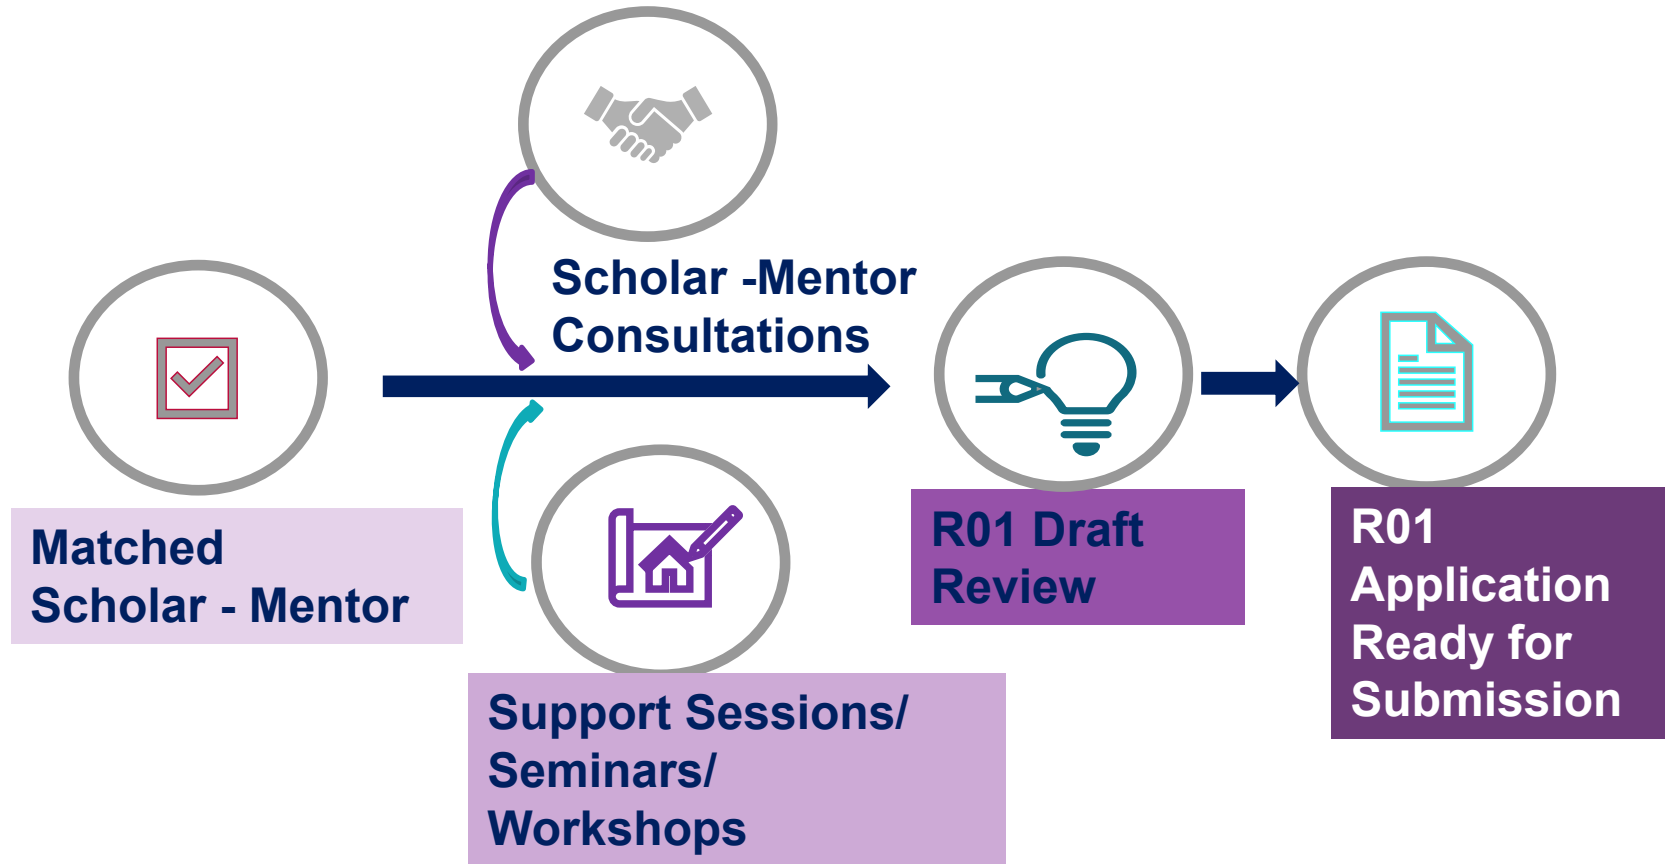 Scholar -Mentor
Consultations
Matched
Scholar - Mentor
Support Sessions/
Seminars/
Workshops
R01 Draft
Review
R01
Application
Ready for
Submission